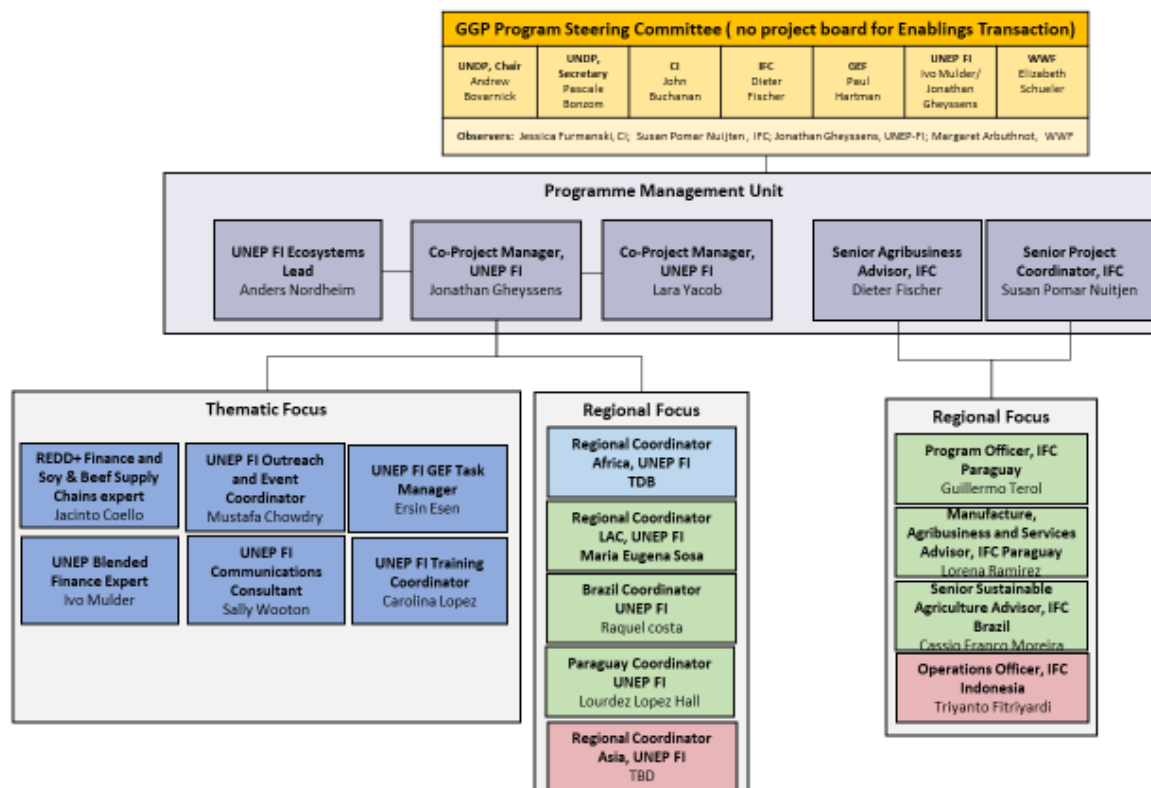 GGP Program Steering Committee ( no project board for Enablings Transaction)
UNDP, Chair
Andrew
Bovarnick
UNDP,
Secretary
Pascale
Bonzom
CI
John
Buchanan
IFC
Dieter
Fischer
GEF
Paul
Hartman
UNEP FI
Ivo Mulder/
Jonathan
Gheyssens
WWF
Elizabeth
Schueler
Observers: Jessica Furmanski, CI; Susan Pomar Nuijten, IFC; Jonathan Gheyssens, UNEP-FI; Margaret Arbuthnot, WWF
Programme Management Unit
UNEP FI Ecosystems
Lead
Anders Nordheim
Co-Project Manager,
UNEP FI
Jonathan Gheyssens
Co-Project Manager,
UNEP FI
Lara Yacob
Senior Agribusiness
Advisor, IFC
Dieter Fischer
Senior Project
Coordinator, IFC
Susan Pomar Nuitjen
Thematic Focus
REDD+ Finance and
Soy & Beef Supply
Chains expert
Jacinto Coello
UNEP FI Outreach
and Event
Coordinator
Mustafa Chowdry
UNEP FI GEF Task
Manager
Ersin Esen
UNEP Blended
Finance Expert
Ivo Mulder
UNEP FI
Communications
Consultant
Sally Wooton
UNEP FI Training
Coordinator
Carolina Lopez
Regional Focus
Regional Coordinator
Africa, UNEP FI
TDB
Regional Coordinator
LAC, UNEP FI
Maria Eugena Sosa
Brazil Coordinator
UNEP FI
Raquel costa
Paraguay Coordinator
UNEP FI
Lourdez Lopez Hall
Regional Coordinator
Asia, UNEP FI
TBD
Regional Focus
Program Officer, IFC
Paraguay
Guillermo Terol
Manufacture,
Agribusiness and Services
Advisor, IFC Paraguay
Lorena Ramirez
Senior Sustainable
Agriculture Advisor, IFC
Brazil
Cassio Franco Moreira
Operations Officer, IFC
Indonesia
Triyanto Fitriyardi